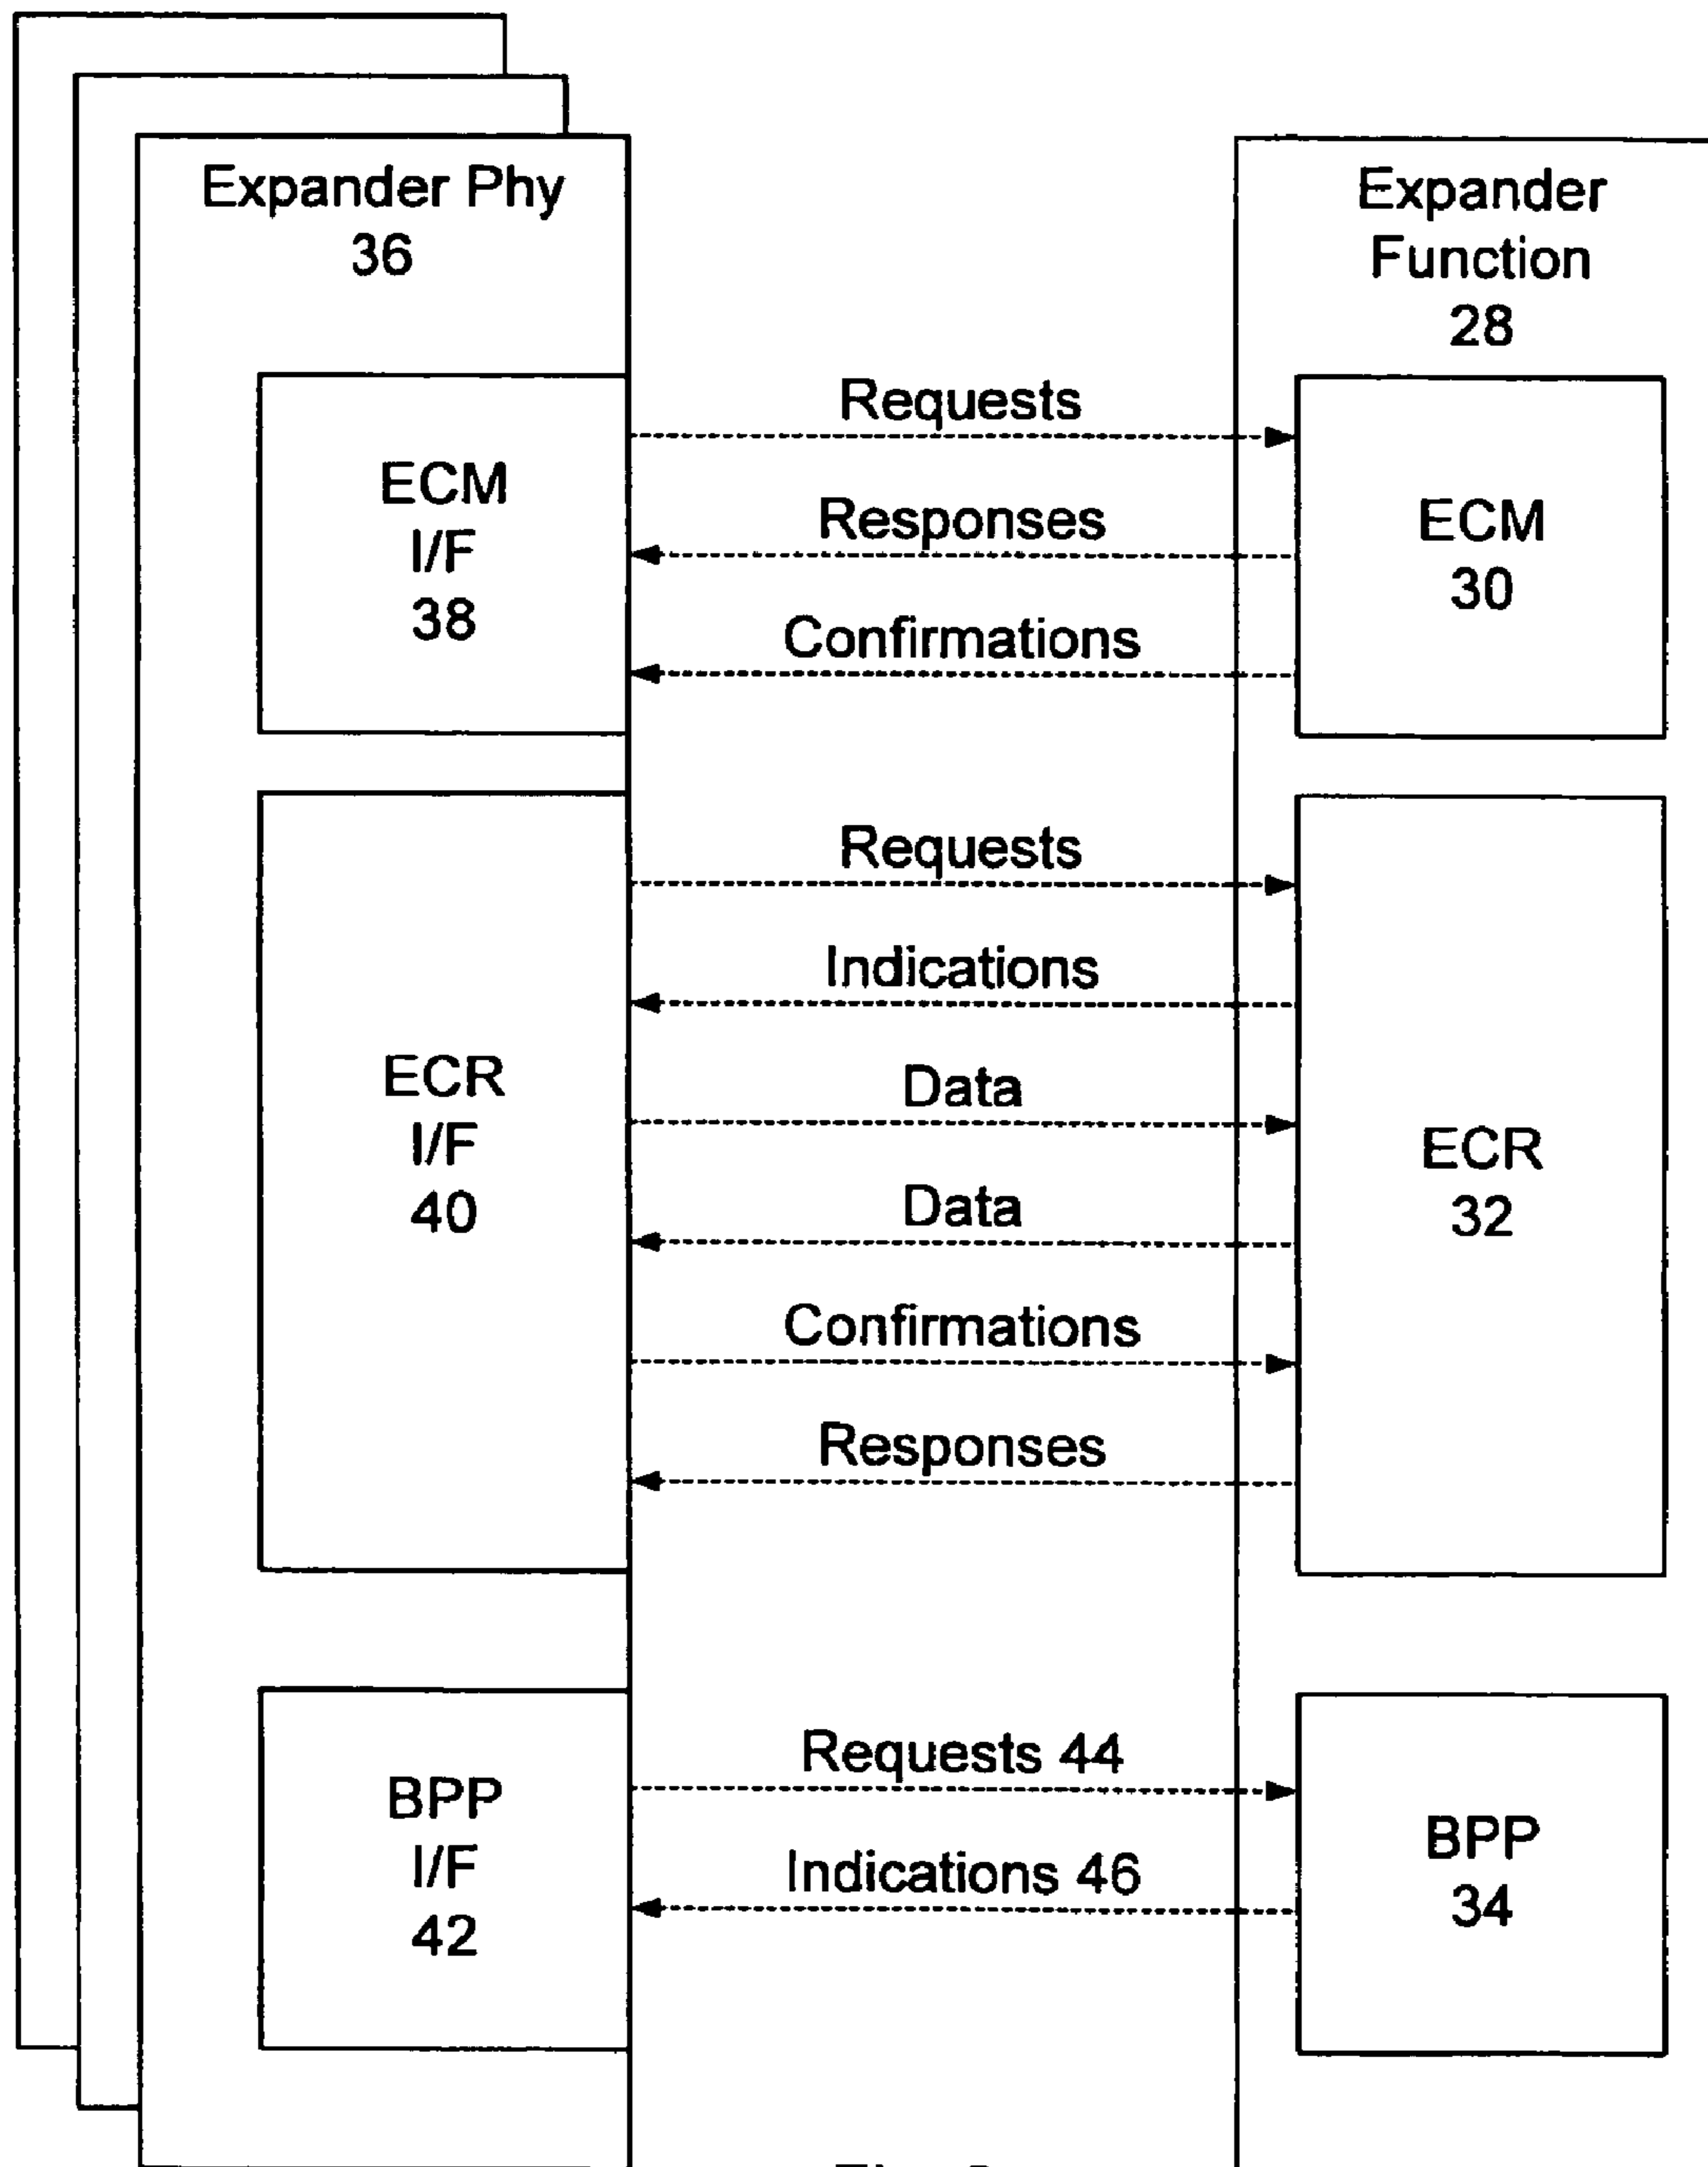 Expander Phy
36
Expander
Function
28
ECM
I/F
38
Requests
Responses
Confirmations
ECM
30
ECR
I/F
40
Requests
Indications
Data
Data
Confirmations
Responses
ECR
32
BPP
I/F
42
Requests 44
Indications 46
BPP
34